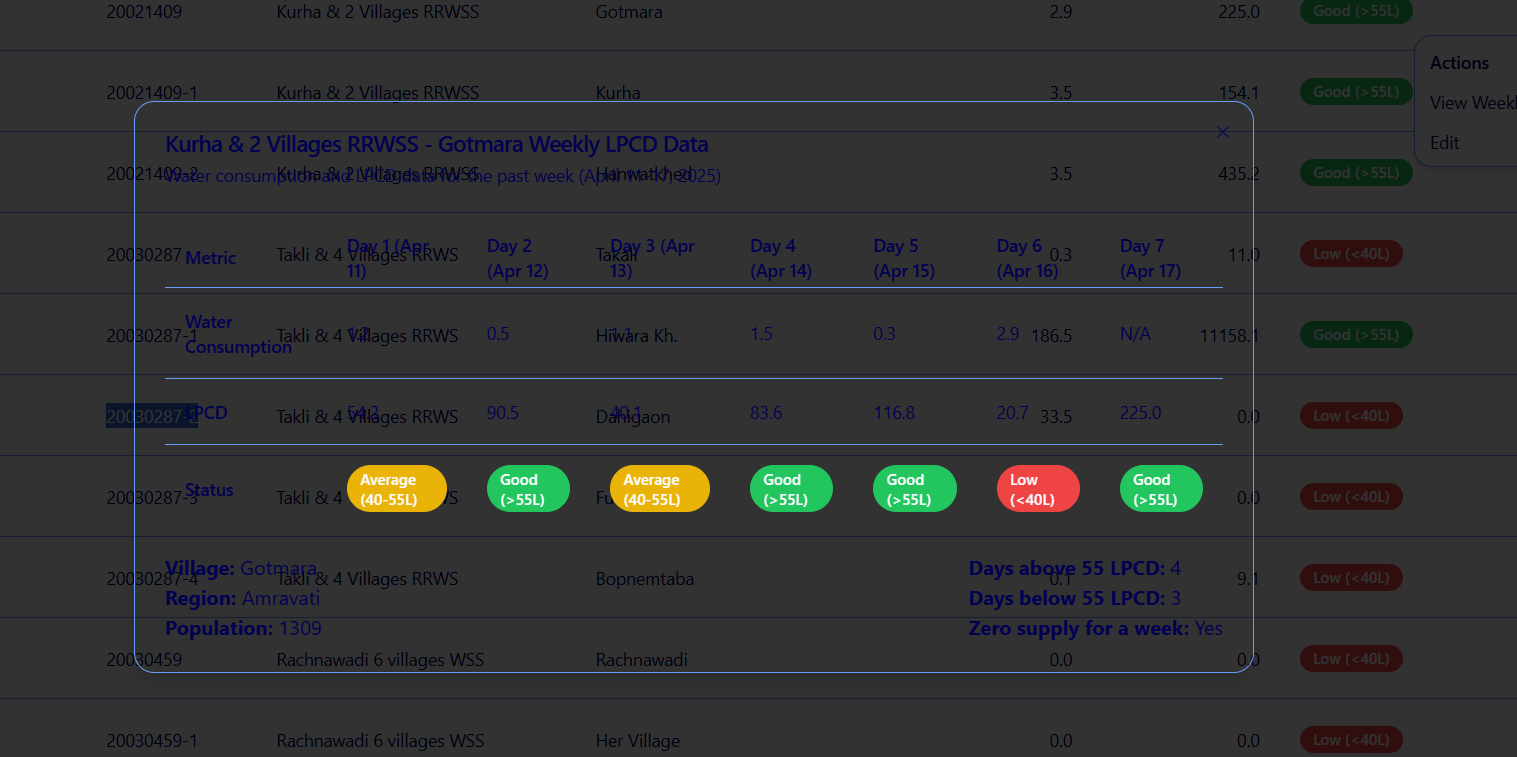 20021409 Kurha & 2 Villages RRWSS Gotmara 2.9 225.0 Good (>55L)
Actions
20021409-1 Kurha & 2 Villages RRWSS Kurha 3.5 154.1 Good (>55L)
View Weekl
Edit
Kurha & 2 Villages RRWSS - Gotmara Weekly LPCD Data
20021409-2 Kurha & 2 Villages RRWSS Hanwatkhed 3.5 435.2 Good (>55L)
Water consumption and LPCD data for the past week (April 11-17, 2025)
Metric
Day 1 (Apr 11)
Day 2 (Apr 12)
Day 3 (Apr 13)
Day 4 (Apr 14)
Day 5 (Apr 15)
Day 6 (Apr 16)
Day 7 (Apr 17)
20030287 Takli & 4 Villages RRWS Takali 0.3 11.0 Low (<40L)
Water Consumption 1.2 0.5 1.1 1.5 0.3 2.9 N/A
20030287-1 Takli & 4 Villages RRWS Hiwara Kh. 186.5 11158.1 Good (>55L)
LPCD 54.2 90.5 40.1 83.6 116.8 20.7 225.0
20030287-2 Takli & 4 Villages RRWS Dahigaon 33.5 0.0 Low (<40L)
Status
Average (40-55L)
Good (>55L)
Average (40-55L)
Good (>55L)
Good (>55L)
Low (<40L)
Good (>55L)
20030287-3 Takli & 4 0.0 Low (<40L)
Village: Gotmara
Days above 55 LPCD: 4
20030287-4 Takli & 4 Villages RRWS Bopnemtaba 0.1 9.1 Low (<40L)
Region: Amravati
Days below 55 LPCD: 3
Population: 1309
Zero supply for a week: Yes
20030459 Rachnawadi 6 villages WSS Rachnawadi 0.0 0.0 Low (<40L)
20030459-1 Rachnawadi 6 villages WSS Her Village 0.0 0.0 Low (<40L)